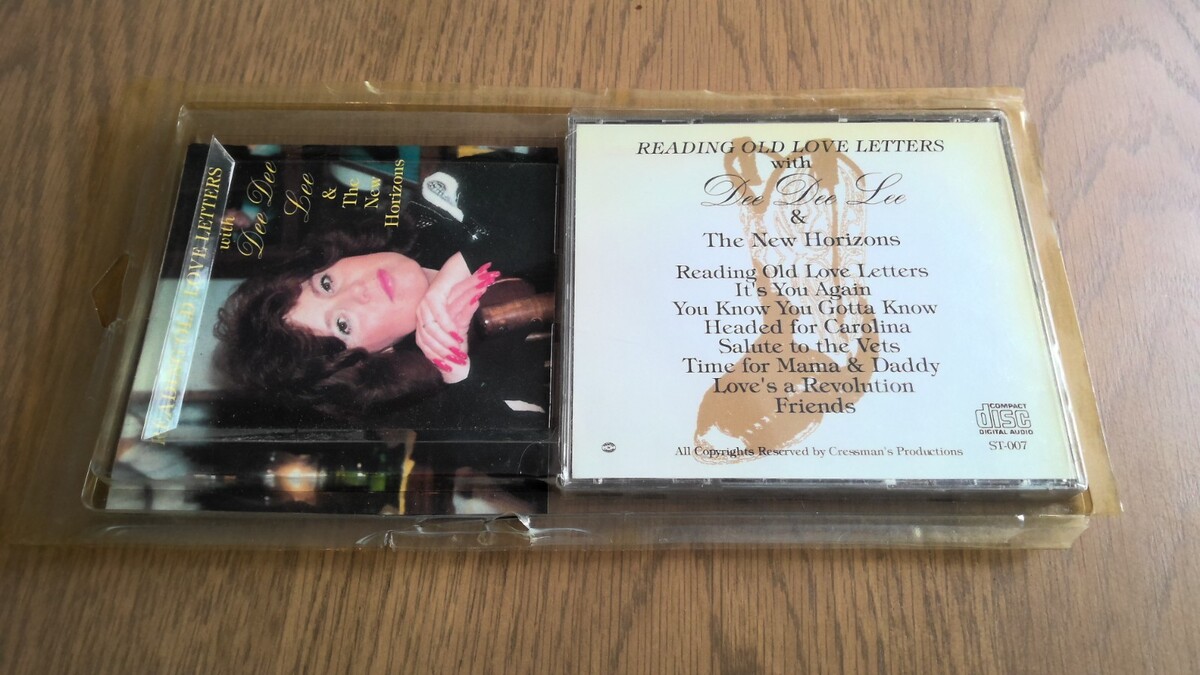 READING OLD LOVE LETTERS
with
Dee Dee
Lee
&
The
New
Horizons
READING OLD LOVE LETTERS
with
Dee Dee Lee
&
The New Horizons
Reading Old Love Letters
It's You Again
You Know You Gotta Know
Headed for Carolina
Salute to the Vets
Time for Mama & Daddy
Love's a Revolution
Friends
COMPACT
disc
DIGITAL AUDIO
ST-007
All Copyrights Reserved by Cressman's Productions